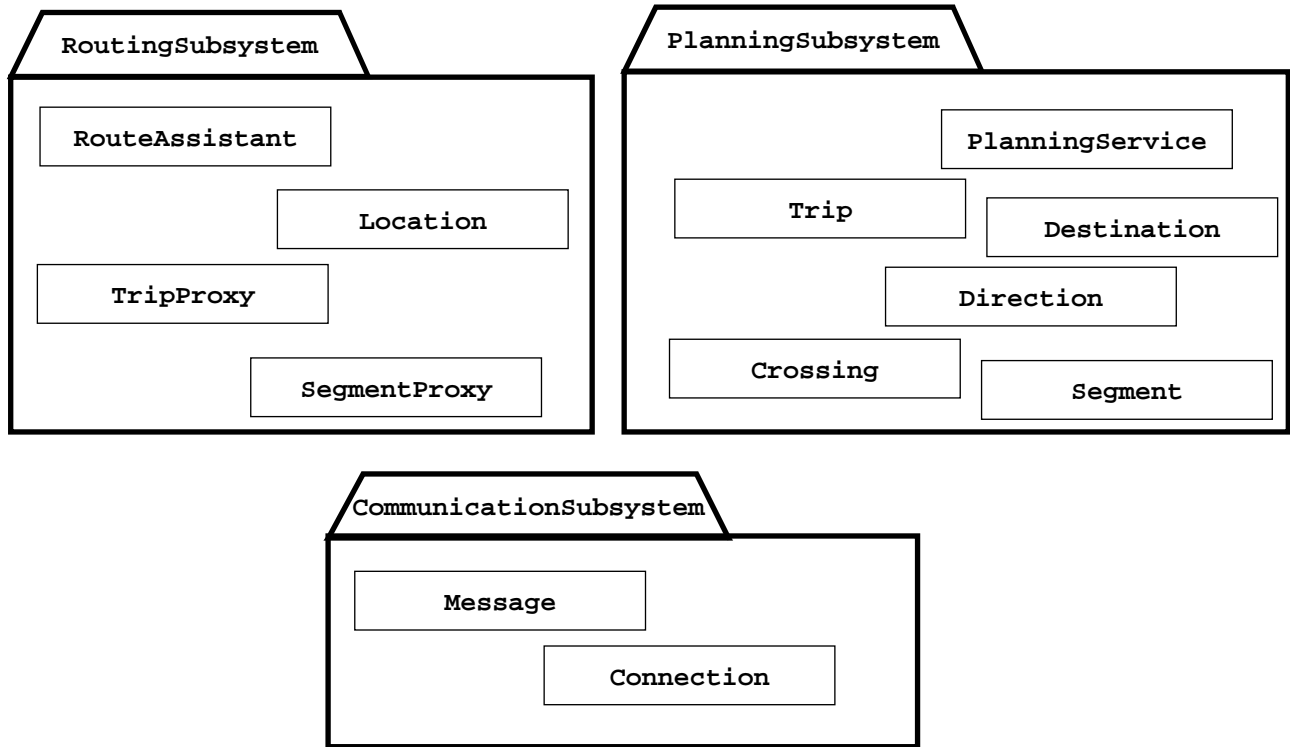 RoutingSubsystem
RouteAssistant
Location
TripProxy
SegmentProxy
PlanningSubsystem
PlanningService
Trip
Destination
Direction
Crossing
Segment
CommunicationSubsystem
Message
Connection